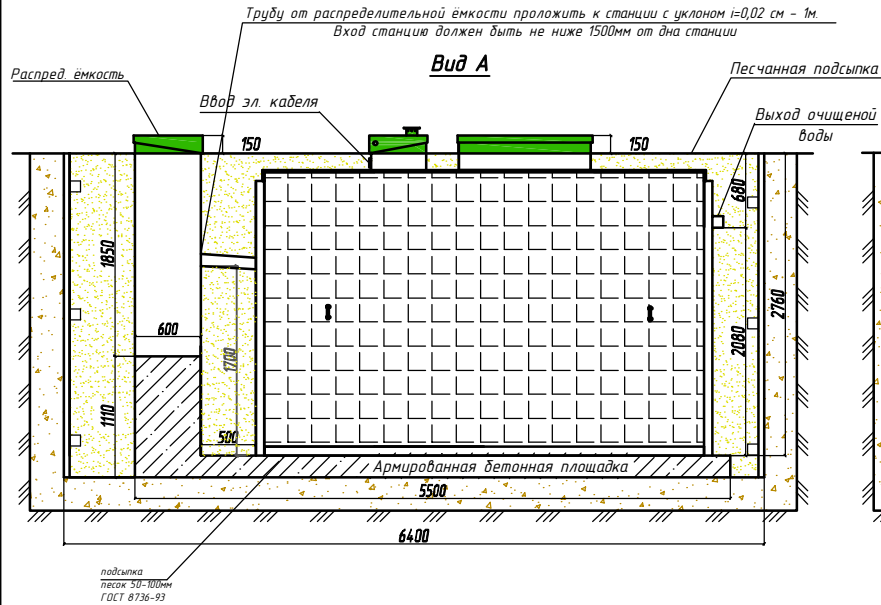 Трубу от распределительной ёмкости проложить к станции с уклоном i=0,02 см - 1м.
Вход станцию должен быть не ниже 1500мм от дна станции
Вид А
Распред. ёмкость
Песчанная подсыпка
Ввод эл. кабеля
Выход очищеной
воды
150
150
680
1850
2760
600
1700
2080
1110
500
Армированная бетонная площадка
5500
6400
подсыпка
песок 50-100мм
ГОСТ 8736-93